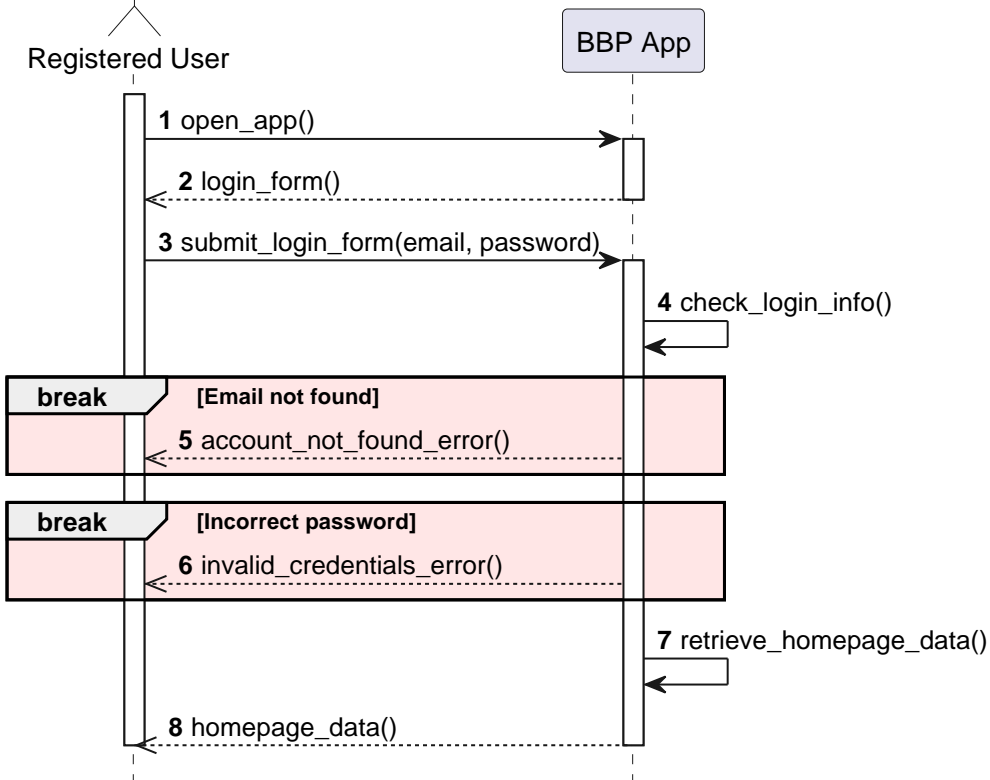 Registered User
BBP App
1 open_app()
2 login_form()
3 submit_login_form(email, password)
4 check_login_info()
break [Email not found]
5 account_not_found_error()
break [Incorrect password]
6 invalid_credentials_error()
7 retrieve_homepage_data()
8 homepage_data()